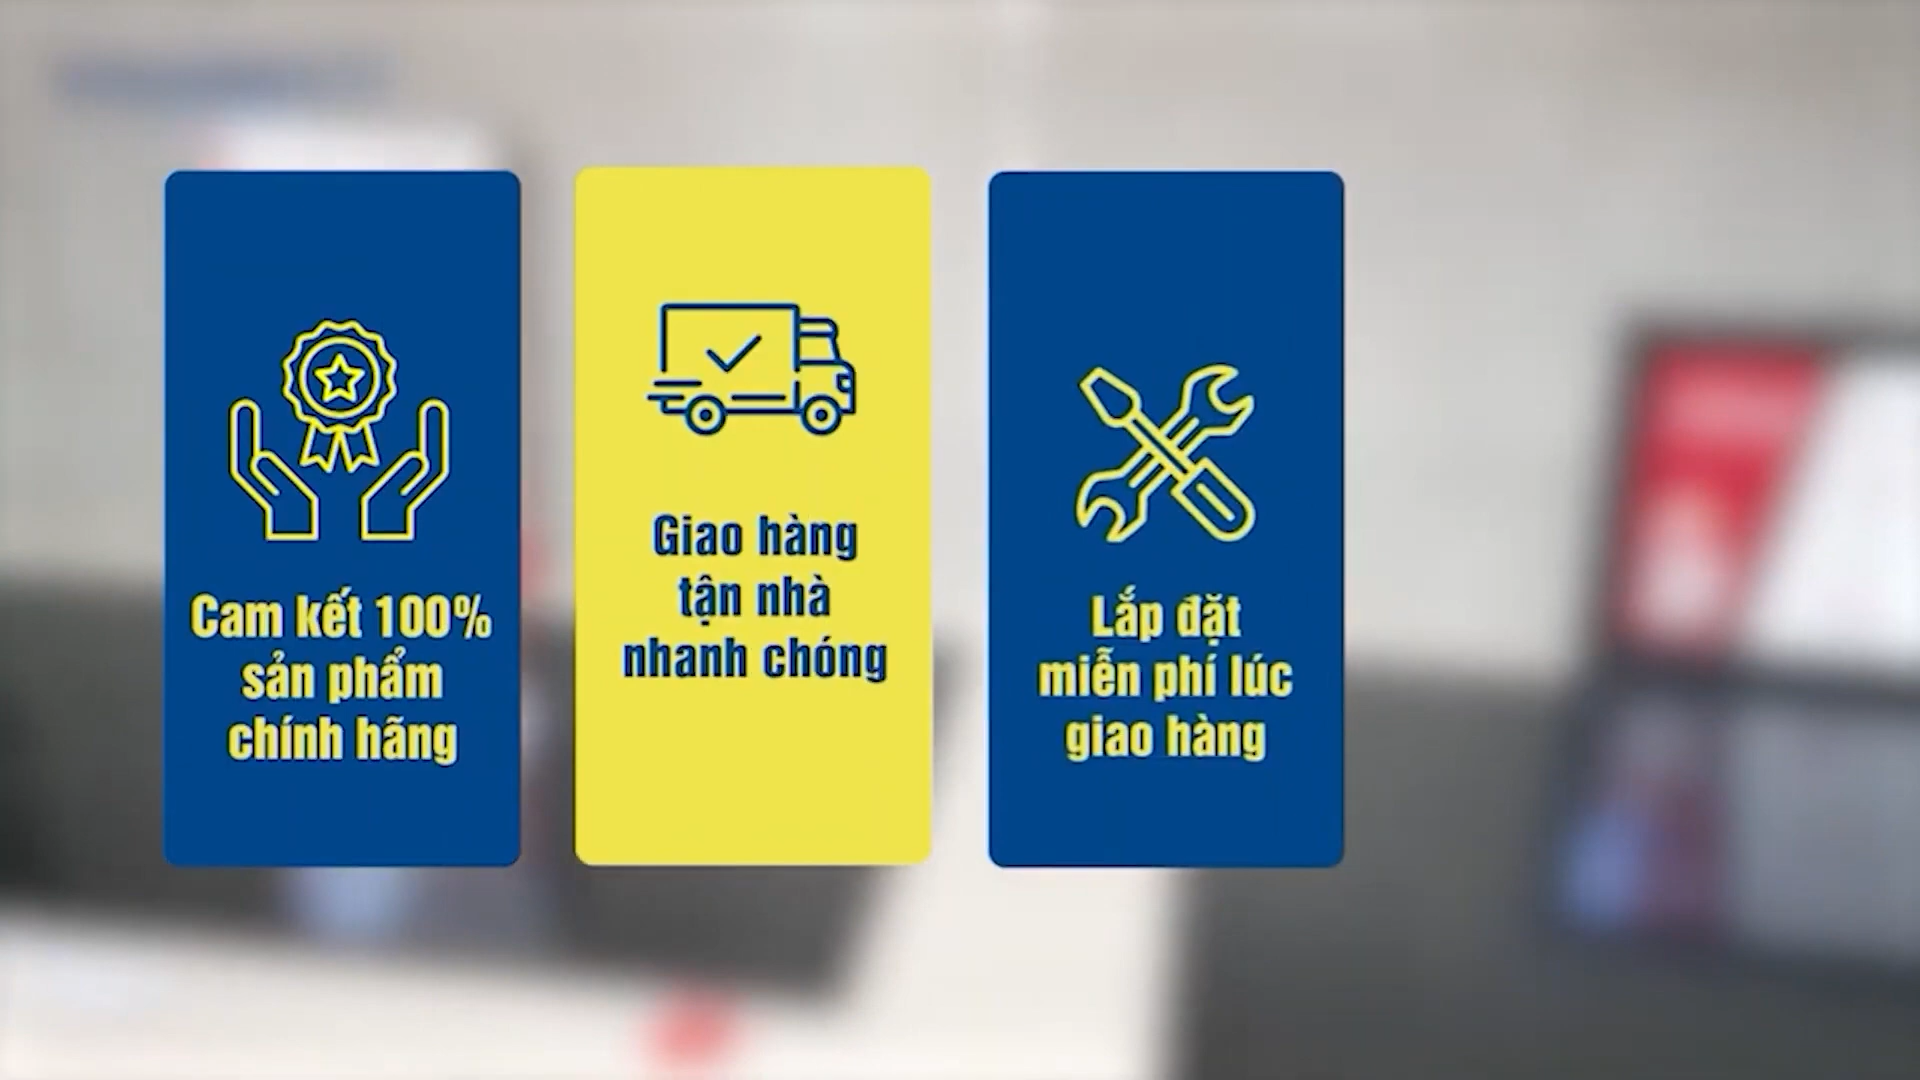 Cam kết 100%
sản phẩm
chính hãng
Giao hàng
tận nhà
nhanh chóng
Lắp đặt
miễn phí lúc
giao hàng